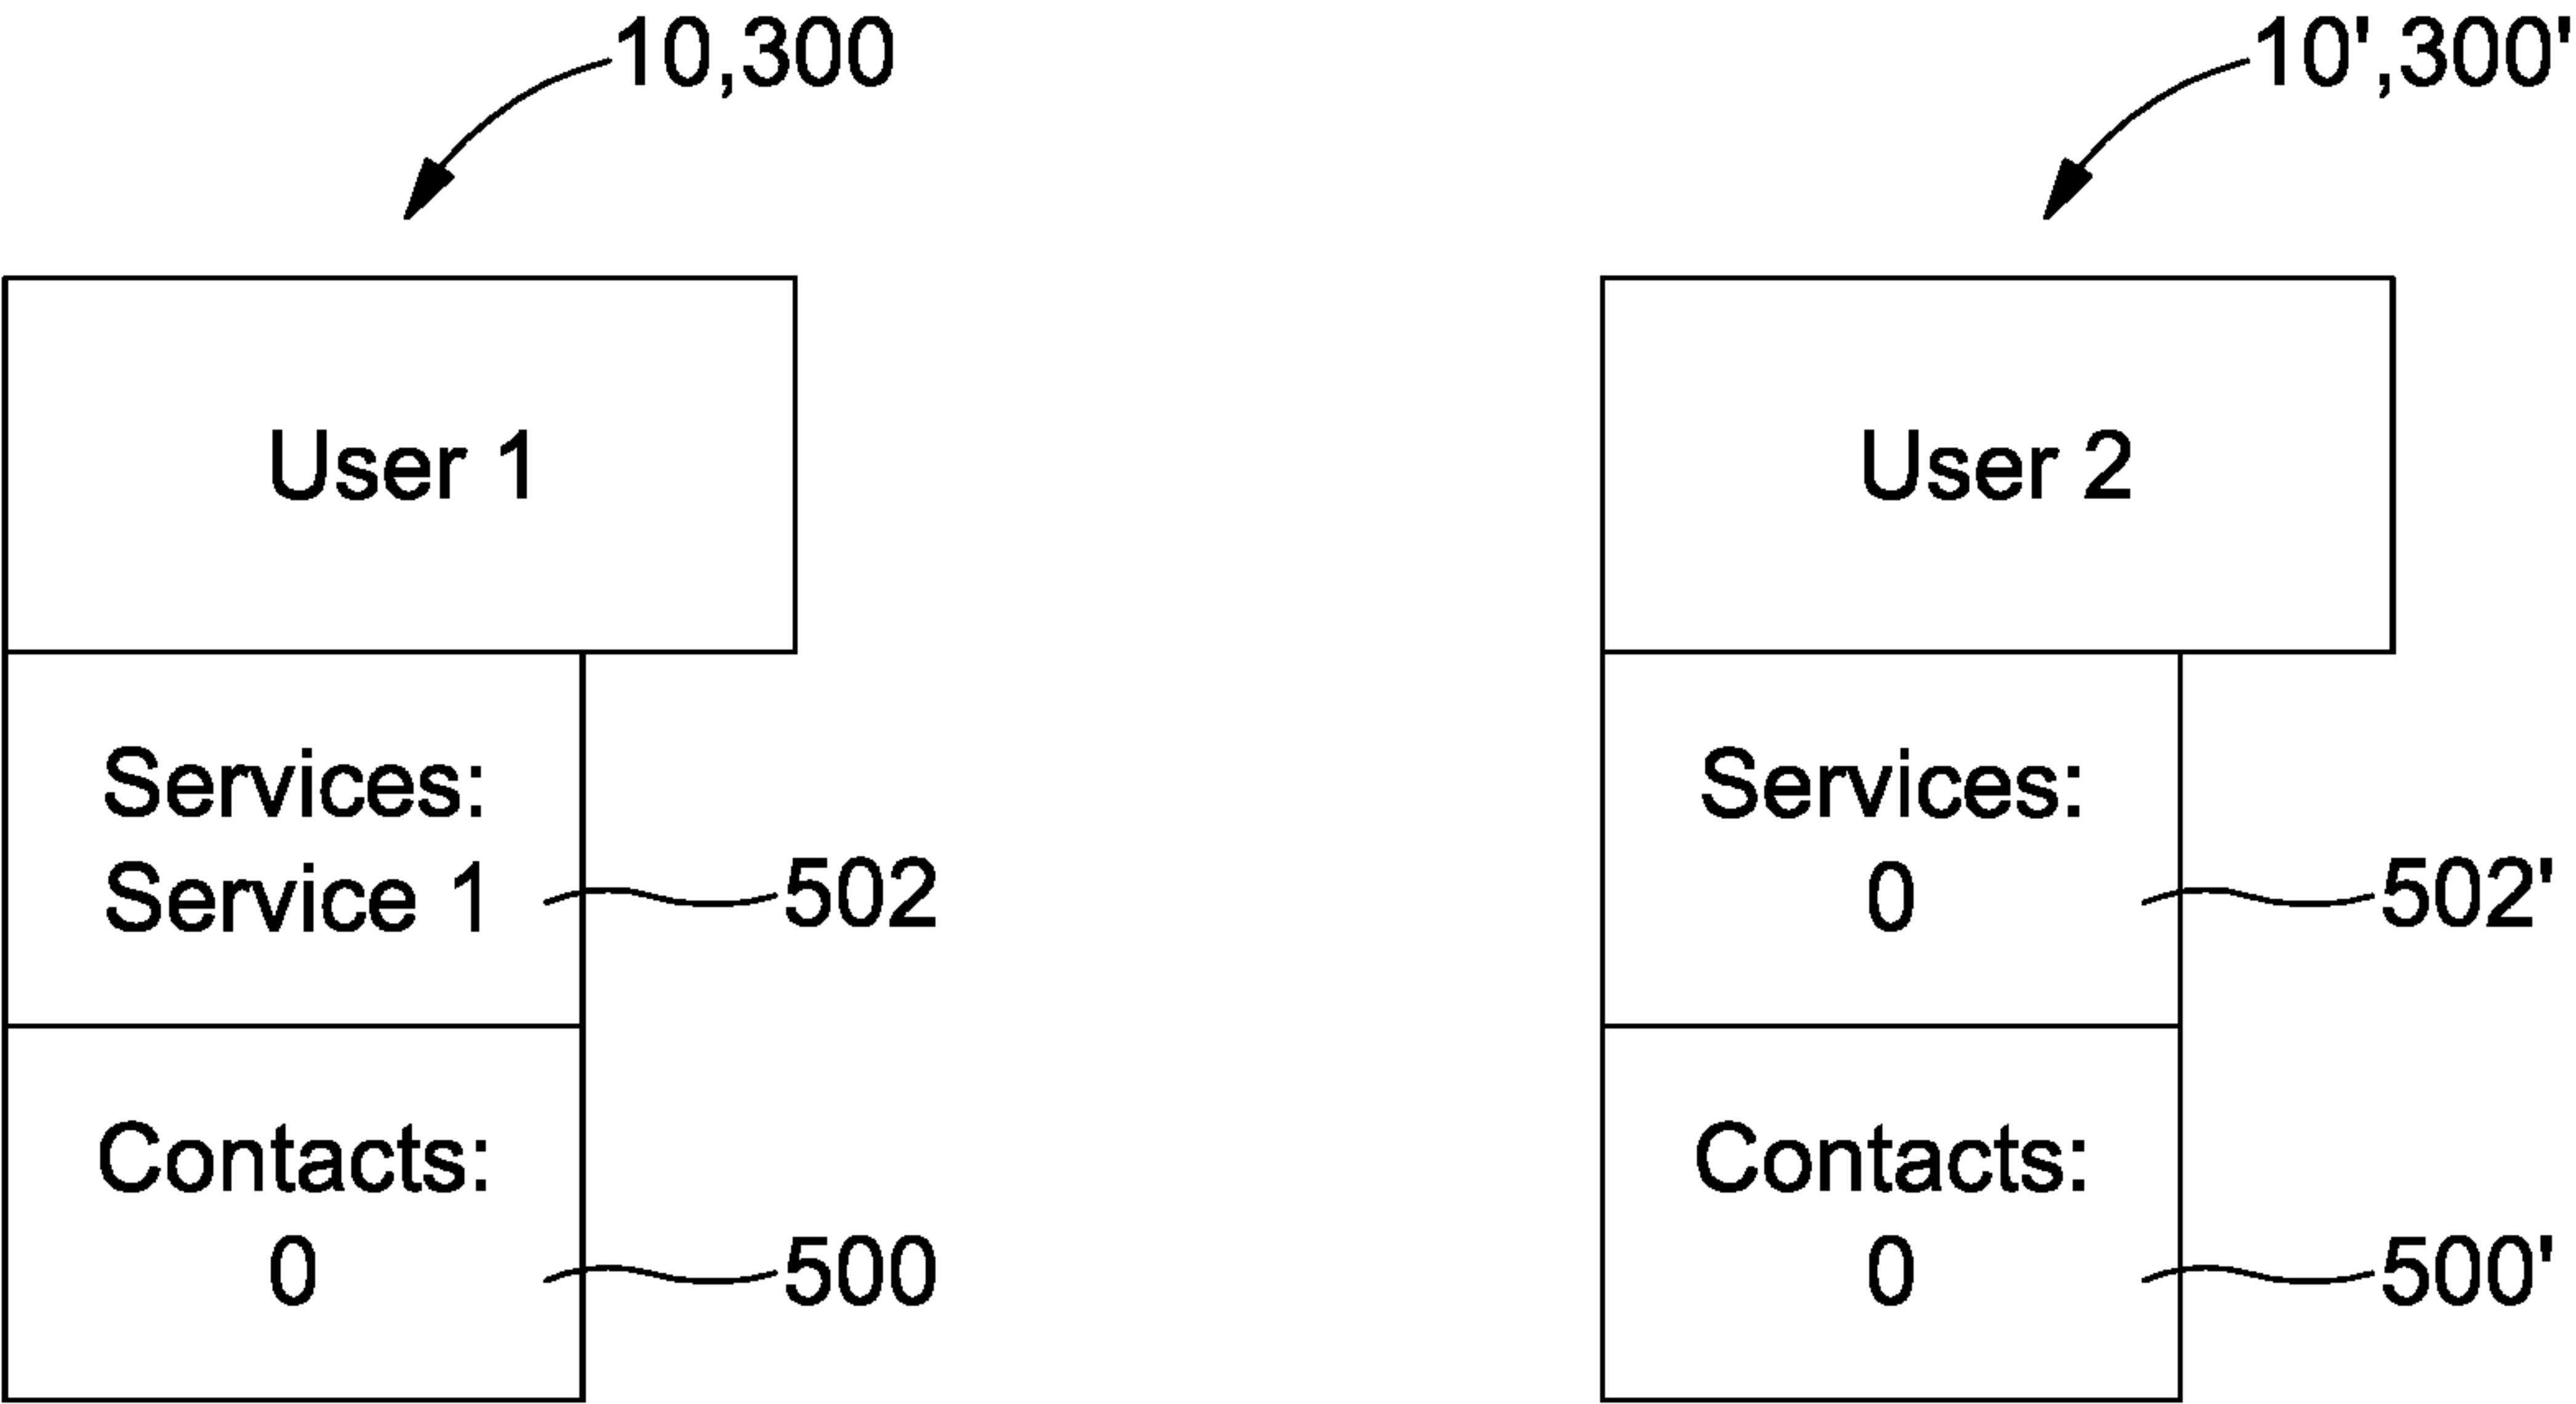 10,300
User 1
Services:
Service 1
502
Contacts:
0
500
10',300'
User 2
Services:
0
502'
Contacts:
0
500'